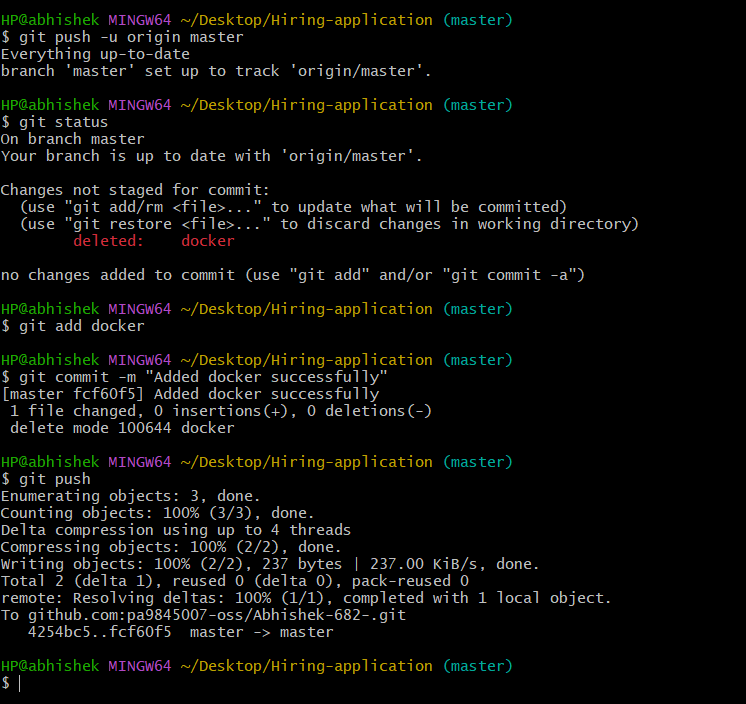 HP@abhishek MINGW64 ~/Desktop/Hiring-application (master)
$ git push -u origin master
Everything up-to-date
branch 'master' set up to track 'origin/master'.

HP@abhishek MINGW64 ~/Desktop/Hiring-application (master)
$ git status
On branch master
Your branch is up to date with 'origin/master'.

Changes not staged for commit:
  (use "git add/rm <file>..." to update what will be committed)
  (use "git restore <file>..." to discard changes in working directory)
        deleted:    docker

no changes added to commit (use "git add" and/or "git commit -a")

HP@abhishek MINGW64 ~/Desktop/Hiring-application (master)
$ git add docker

HP@abhishek MINGW64 ~/Desktop/Hiring-application (master)
$ git commit -m "Added docker successfully"
[master fcf60f5] Added docker successfully
 1 file changed, 0 insertions(+), 0 deletions(-)
 delete mode 100644 docker

HP@abhishek MINGW64 ~/Desktop/Hiring-application (master)
$ git push
Enumerating objects: 3, done.
Counting objects: 100% (3/3), done.
Delta compression using up to 4 threads
Compressing objects: 100% (2/2), done.
Writing objects: 100% (2/2), 237 bytes | 237.00 KiB/s, done.
Total 2 (delta 1), reused 0 (delta 0), pack-reused 0
remote: Resolving deltas: 100% (1/1), completed with 1 local object.
To github.com:pa9845007-oss/Abhishek-682-.git
   4254bc5..fcf60f5  master -> master

HP@abhishek MINGW64 ~/Desktop/Hiring-application (master)
$